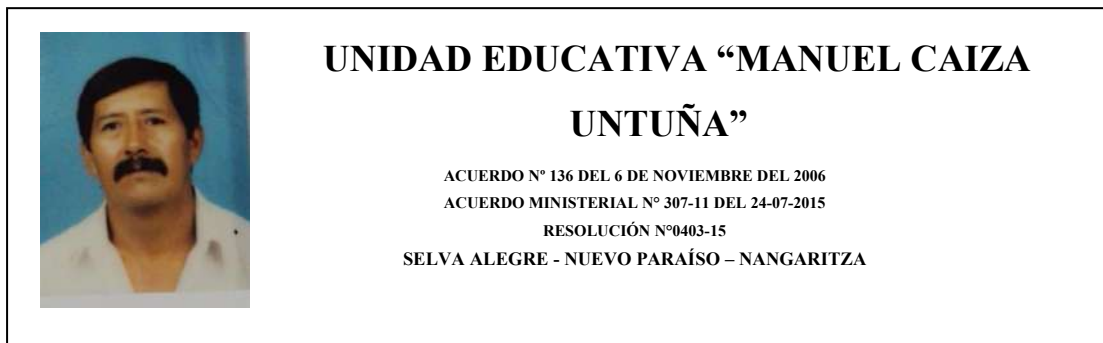 UNIDAD EDUCATIVA “MANUEL CAIZA
UNTUÑA”
ACUERDO Nº 136 DEL 6 DE NOVIEMBRE DEL 2006
ACUERDO MINISTERIAL N° 307-11 DEL 24-07-2015
RESOLUCIÓN N°0403-15
SELVA ALEGRE - NUEVO PARAÍSO – NANGARITZA